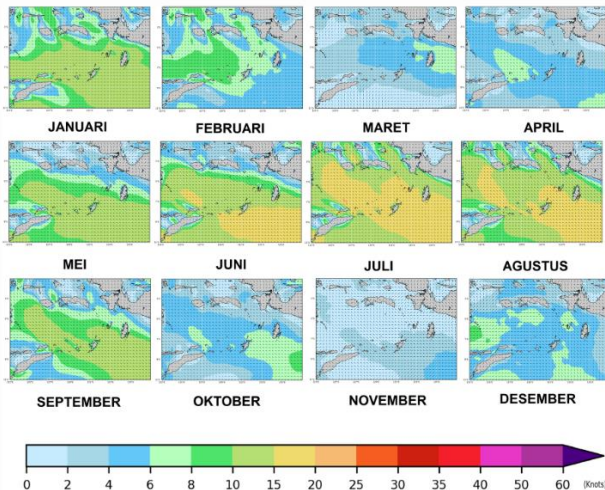 JANUARI FEBRUARI MARET APRIL
MEI JUNI JULI AGUSTUS
SEPTEMBER OKTOBER NOVEMBER DESEMBER
0 2 4 6 8 10 15 20 25 30 35 40 50 60 (Knots)